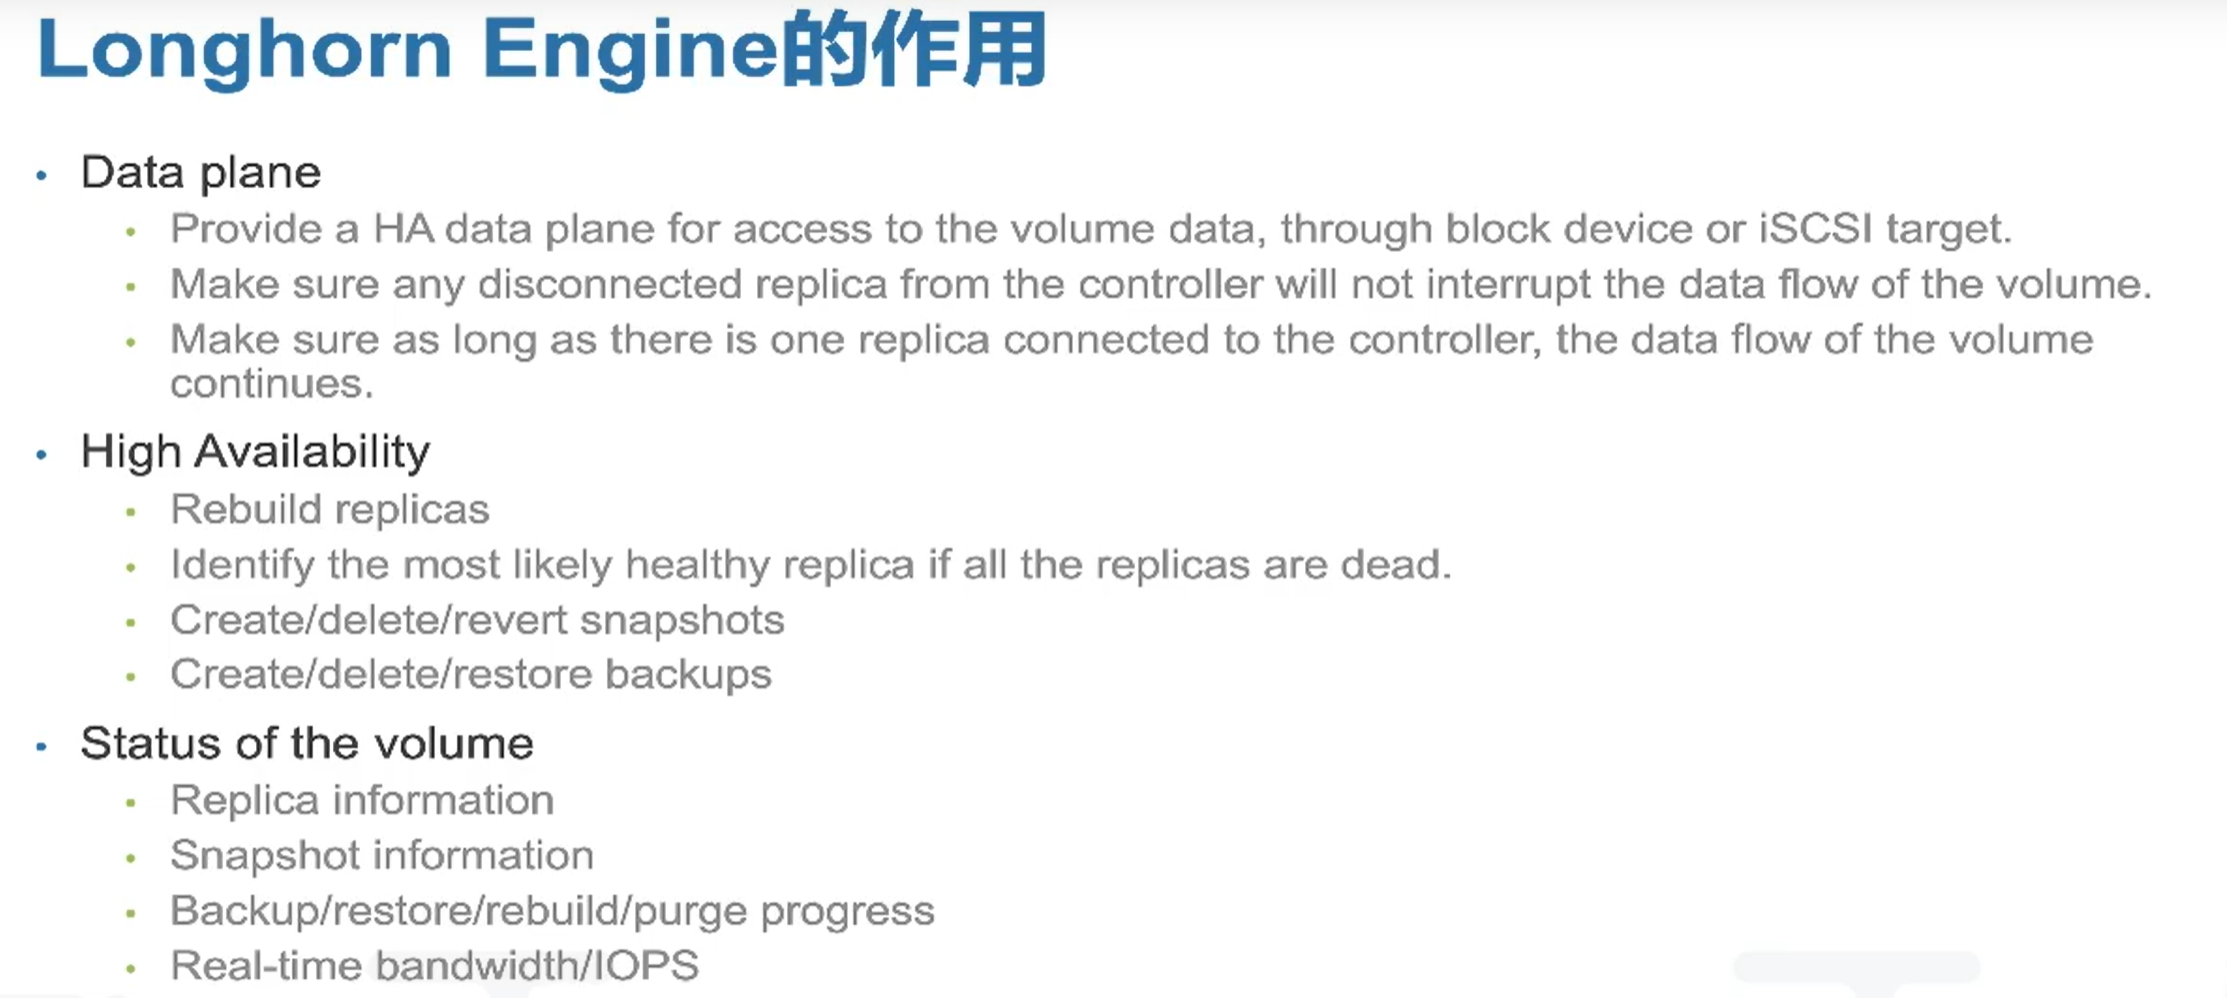 Longhorn Engine的作用
• Data plane
• Provide a HA data plane for access to the volume data, through block device or iSCSI target.
• Make sure any disconnected replica from the controller will not interrupt the data flow of the volume.
• Make sure as long as there is one replica connected to the controller, the data flow of the volume
continues.
• High Availability
• Rebuild replicas
• Identify the most likely healthy replica if all the replicas are dead.
• Create/delete/revert snapshots
• Create/delete/restore backups
• Status of the volume
• Replica information
• Snapshot information
• Backup/restore/rebuild/purge progress
• Real-time bandwidth/IOPS